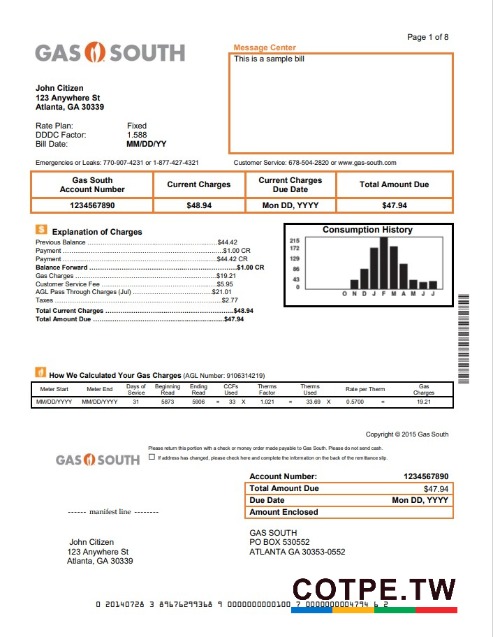 Page 1 of 8
GAS SOUTH
Message Center
This is a sample bill
John Citizen
123 Anywhere St
Atlanta, GA 30339
Rate Plan: Fixed
DDDC Factor: 1.588
Bill Date: MM/DD/YY
Emergencies or Leaks: 770-907-4231 or 1-877-427-4321 Customer Service: 678-504-2820 or www.gas-south.com
Gas South Account Number Current Charges Current Charges Due Date Total Amount Due
1234567890 $48.94 Mon DD, YYYY $47.94
$ Explanation of Charges
Previous Balance $44.42
Payment $1.00 CR
Payment $44.42 CR
Balance Forward $1.00 CR
Gas Charges $19.21
Customer Service Fee $5.95
AGL Pass Through Charges (Jul) $21.01
Taxes $2.77
Total Current Charges $48.94
Total Amount Due $47.94
Consumption History
215
172
129
86
43
0
O N D J F M A M J J
How We Calculated Your Gas Charges (AGL Number: 9106314219)
Meter Start Meter End Days of Service Beginning Read Ending Read CCFs Used Therms Factor Therms Used Rate per Therm Gas Charges
MM/DD/YYYY MM/DD/YYYY 31 5873 5906 = 33 X 1.021 = 33.69 X 0.5700 = 19.21
Copyright © 2015 Gas South
GAS SOUTH
Please return this portion with a check or money order made payable to Gas South. Please do not send cash.
If address has changed, please check here and complete the information on the back of the remittance slip.
Account Number: 1234567890
Total Amount Due $47.94
Due Date Mon DD, YYYY
Amount Enclosed
------ manifest line --------
John Citizen
123 Anywhere St
Atlanta, GA 30339
GAS SOUTH
PO BOX 530552
ATLANTA GA 30353-0552
COTPE.TW
0 20140728 3 89676299368 9 0000000000100 7 00000000004794 6 2